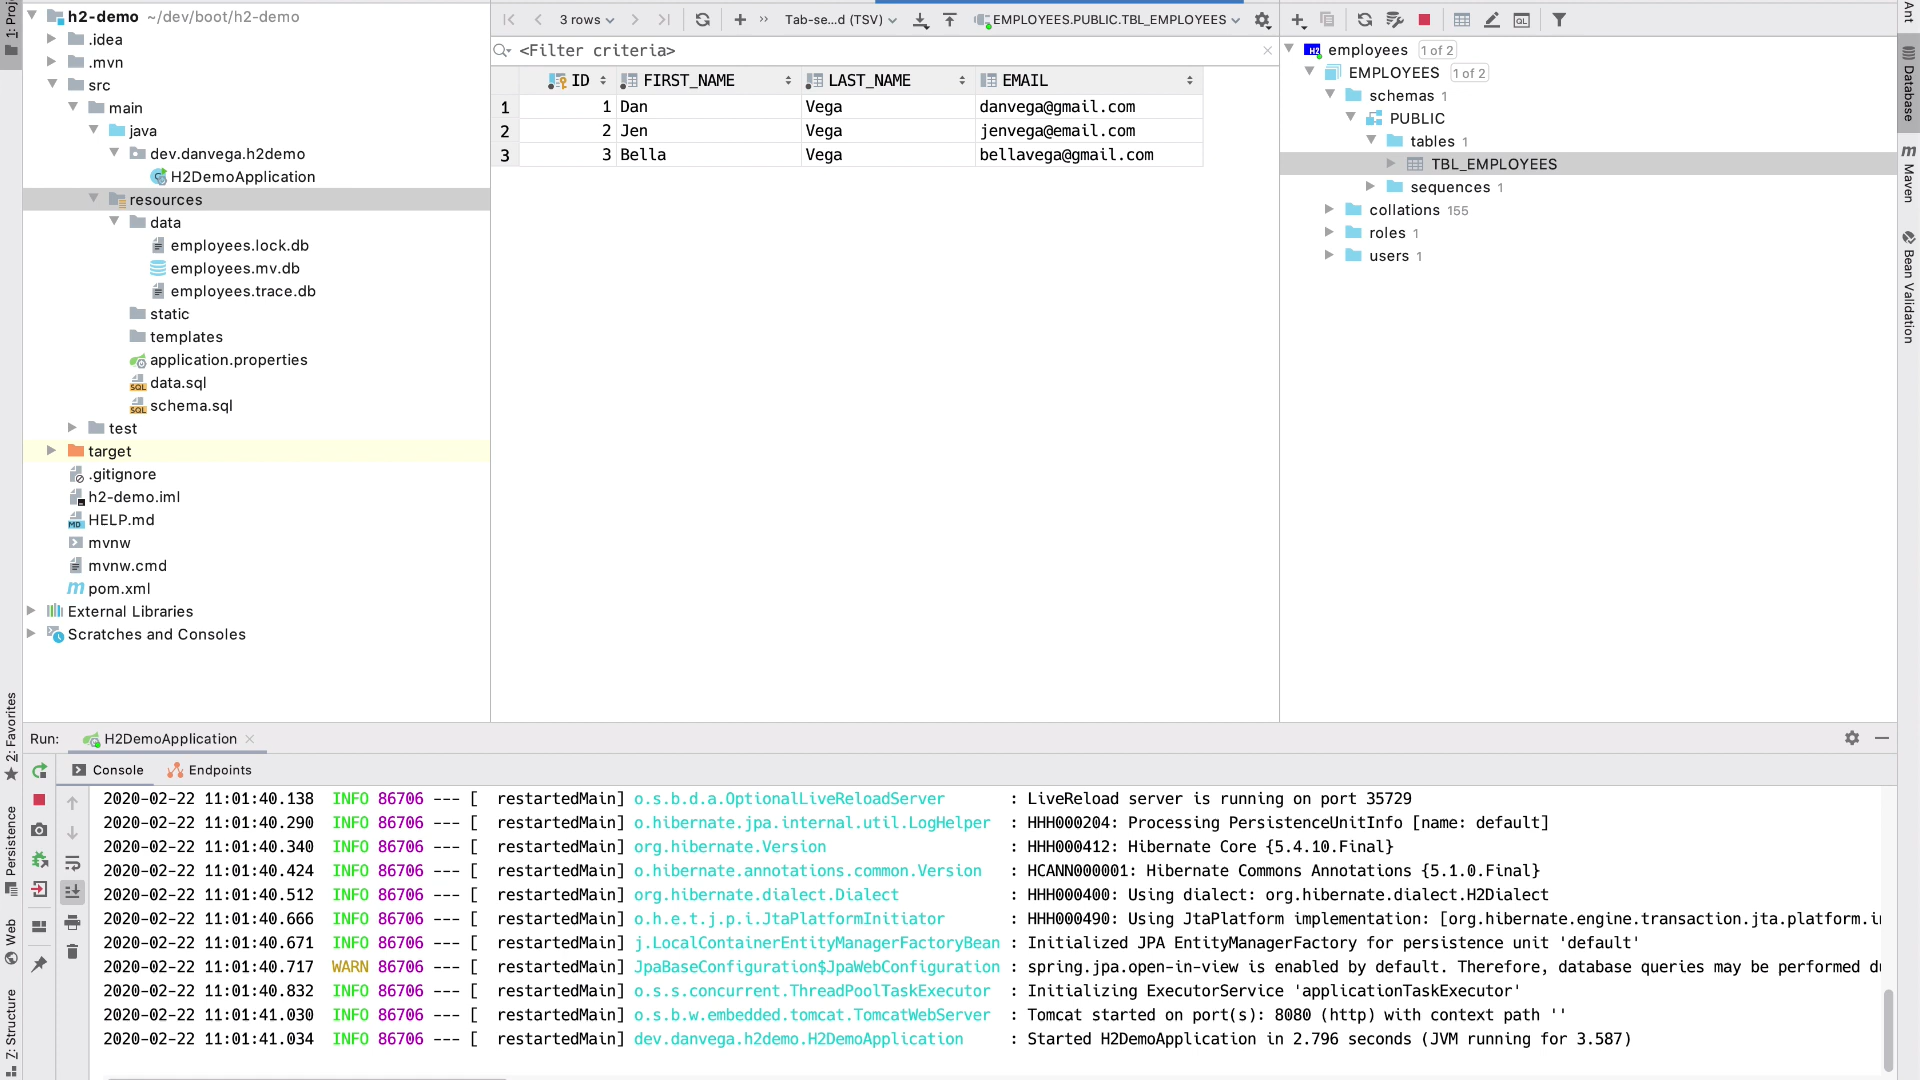 1: Proj
h2-demo ~/dev/boot/h2-demo
.idea
.mvn
src
main
java
dev.danvega.h2demo
H2DemoApplication
resources
data
employees.lock.db
employees.mv.db
employees.trace.db
static
templates
application.properties
data.sql
schema.sql
test
target
.gitignore
h2-demo.iml
HELP.md
mvnw
mvnw.cmd
pom.xml
External Libraries
Scratches and Consoles
3 rows
Tab-se...d (TSV)
EMPLOYEES.PUBLIC.TBL_EMPLOYEES
<Filter criteria>
ID FIRST_NAME LAST_NAME EMAIL
1 1 Dan Vega danvega@gmail.com
2 2 Jen Vega jenvega@email.com
3 3 Bella Vega bellavega@gmail.com
employees 1 of 2
EMPLOYEES 1 of 2
schemas 1
PUBLIC
tables 1
TBL_EMPLOYEES
sequences 1
collations 155
roles 1
users 1
Ant
Database
Maven
Bean Validation
2: Favorites
Persistence
Web
Z: Structure
Run: H2DemoApplication
Console Endpoints
2020-02-22 11:01:40.138 INFO 86706 --- [ restartedMain] o.s.b.d.a.OptionalLiveReloadServer : LiveReload server is running on port 35729
2020-02-22 11:01:40.290 INFO 86706 --- [ restartedMain] o.hibernate.jpa.internal.util.LogHelper : HHH000204: Processing PersistenceUnitInfo [name: default]
2020-02-22 11:01:40.340 INFO 86706 --- [ restartedMain] org.hibernate.Version : HHH000412: Hibernate Core {5.4.10.Final}
2020-02-22 11:01:40.424 INFO 86706 --- [ restartedMain] o.hibernate.annotations.common.Version : HCANN000001: Hibernate Commons Annotations {5.1.0.Final}
2020-02-22 11:01:40.512 INFO 86706 --- [ restartedMain] org.hibernate.dialect.Dialect : HHH000400: Using dialect: org.hibernate.dialect.H2Dialect
2020-02-22 11:01:40.666 INFO 86706 --- [ restartedMain] o.h.e.t.j.p.i.JtaPlatformInitiator : HHH000490: Using JtaPlatform implementation: [org.hibernate.engine.transaction.jta.platform.in
2020-02-22 11:01:40.671 INFO 86706 --- [ restartedMain] j.LocalContainerEntityManagerFactoryBean : Initialized JPA EntityManagerFactory for persistence unit 'default'
2020-02-22 11:01:40.717 WARN 86706 --- [ restartedMain] JpaBaseConfiguration$JpaWebConfiguration : spring.jpa.open-in-view is enabled by default. Therefore, database queries may be performed du
2020-02-22 11:01:40.832 INFO 86706 --- [ restartedMain] o.s.s.concurrent.ThreadPoolTaskExecutor : Initializing ExecutorService 'applicationTaskExecutor'
2020-02-22 11:01:41.030 INFO 86706 --- [ restartedMain] o.s.b.w.embedded.tomcat.TomcatWebServer : Tomcat started on port(s): 8080 (http) with context path ''
2020-02-22 11:01:41.034 INFO 86706 --- [ restartedMain] dev.danvega.h2demo.H2DemoApplication : Started H2DemoApplication in 2.796 seconds (JVM running for 3.587)